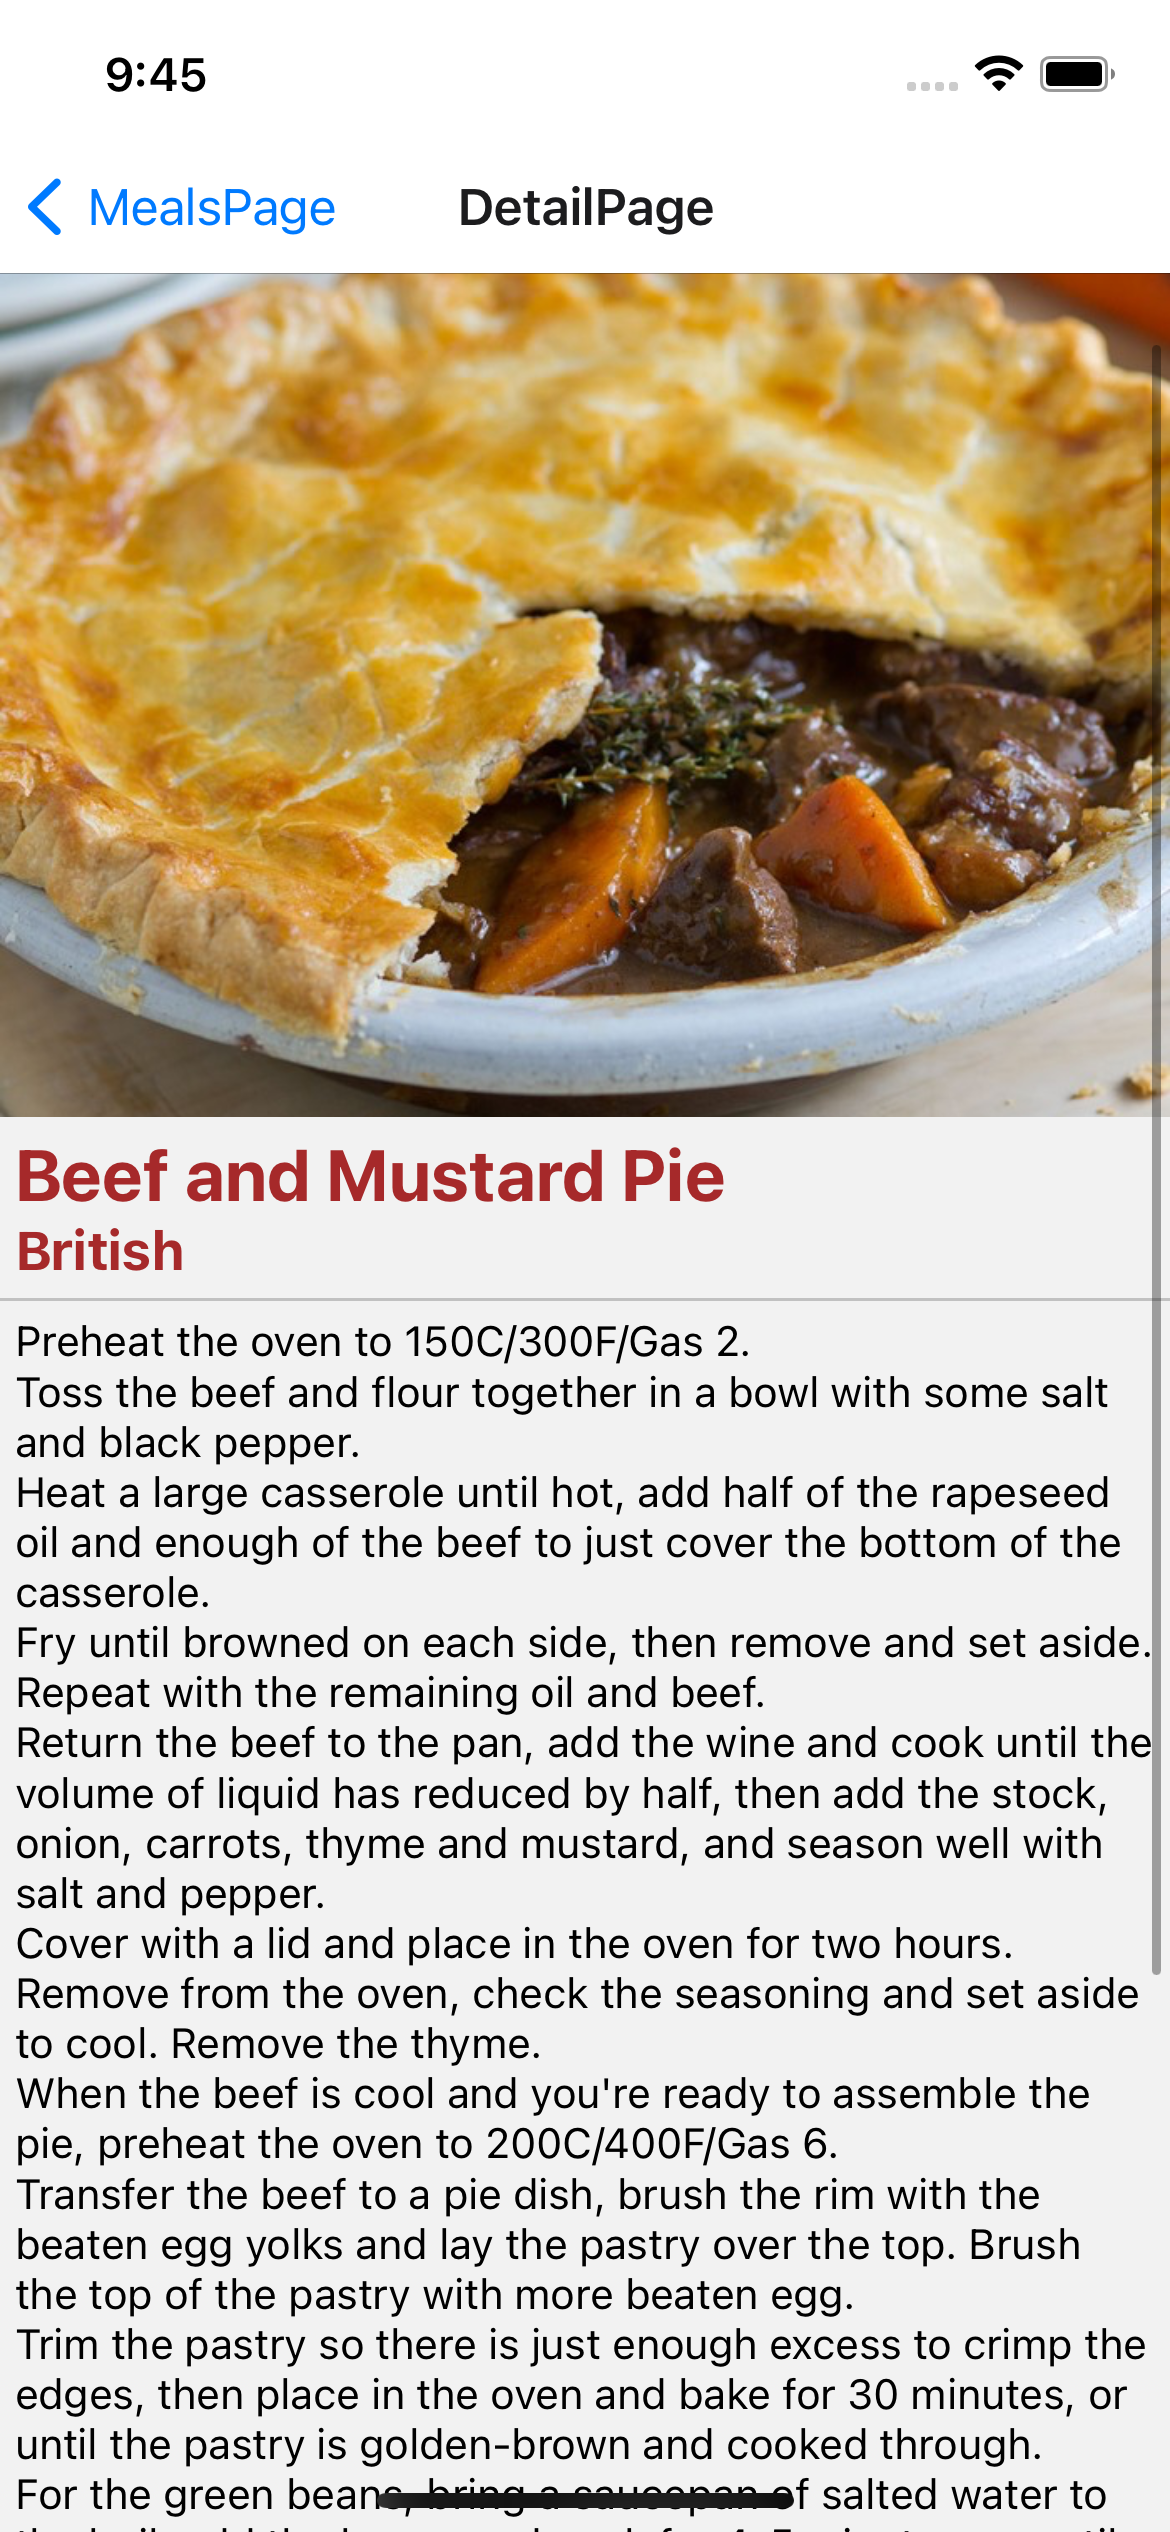 9:45
MealsPage
DetailPage
Beef and Mustard Pie
British
Preheat the oven to 150C/300F/Gas 2.
Toss the beef and flour together in a bowl with some salt
and black pepper.
Heat a large casserole until hot, add half of the rapeseed
oil and enough of the beef to just cover the bottom of the
casserole.
Fry until browned on each side, then remove and set aside.
Repeat with the remaining oil and beef.
Return the beef to the pan, add the wine and cook until the
volume of liquid has reduced by half, then add the stock,
onion, carrots, thyme and mustard, and season well with
salt and pepper.
Cover with a lid and place in the oven for two hours.
Remove from the oven, check the seasoning and set aside
to cool. Remove the thyme.
When the beef is cool and you're ready to assemble the
pie, preheat the oven to 200C/400F/Gas 6.
Transfer the beef to a pie dish, brush the rim with the
beaten egg yolks and lay the pastry over the top. Brush
the top of the pastry with more beaten egg.
Trim the pastry so there is just enough excess to crimp the
edges, then place in the oven and bake for 30 minutes, or
until the pastry is golden-brown and cooked through.
For the green beans, bring a saucepan of salted water to